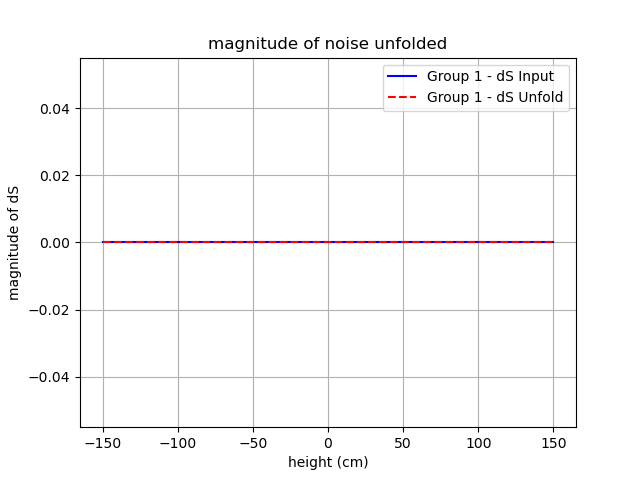 magnitude of noise unfolded
Group 1 - dS Input
Group 1 - dS Unfold
magnitude of dS
0.04
0.02
0.00
−0.02
−0.04
−150
−100
−50
0
50
100
150
height (cm)